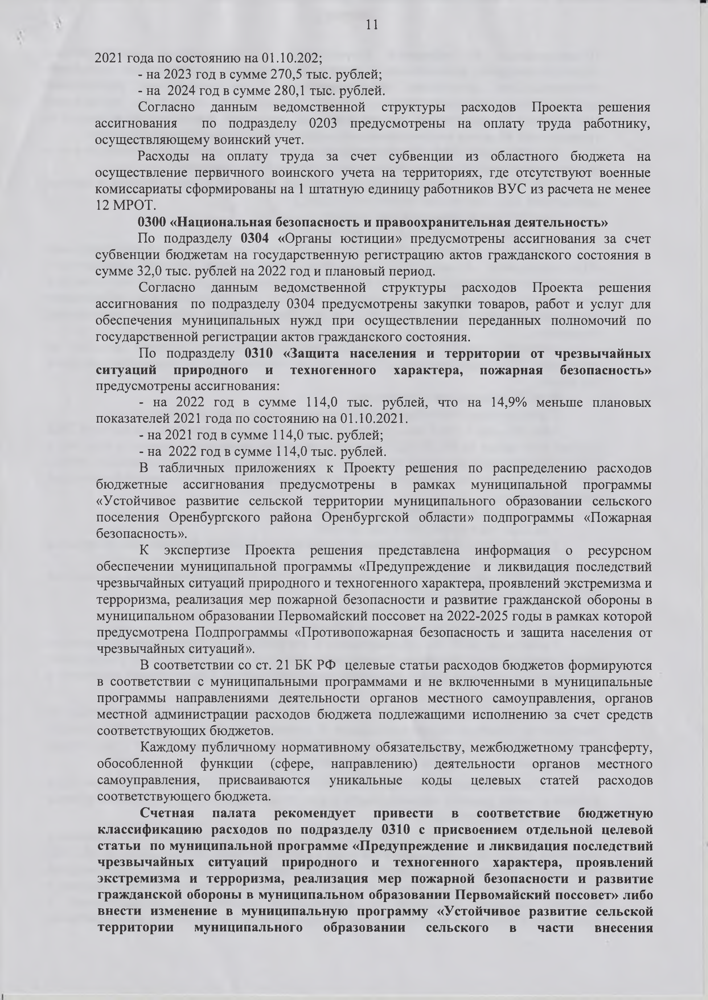 11
2021 года по состоянию на 01.10.202;
- на 2023 год в сумме 270,5 тыс. рублей;
- на 2024 год в сумме 280,1 тыс. рублей.
Согласно данным ведомственной структуры расходов Проекта решения
ассигнования по подразделу 0203 предусмотрены на оплату труда работнику,
осуществляющему воинский учет.
Расходы на оплату труда за счет субвенции из областного бюджета на
осуществление первичного воинского учета на территориях, где отсутствуют военные
комиссариаты сформированы на 1 штатную единицу работников ВУС из расчета не менее
12 МРОТ.
0300 «Национальная безопасность и правоохранительная деятельность»
По подразделу 0304 «Органы юстиции» предусмотрены ассигнования за счет
субвенции бюджетам на государственную регистрацию актов гражданского состояния в
сумме 32,0 тыс. рублей на 2022 год и плановый период.
Согласно данным ведомственной структуры расходов Проекта решения
ассигнования по подразделу 0304 предусмотрены закупки товаров, работ и услуг для
обеспечения муниципальных нужд при осуществлении переданных полномочий по
государственной регистрации актов гражданского состояния.
По подразделу 0310 «Защита населения и территории от чрезвычайных
ситуаций природного и техногенного характера, пожарная безопасность»
предусмотрены ассигнования:
- на 2022 год в сумме 114,0 тыс. рублей, что на 14,9% меньше плановых
показателей 2021 года по состоянию на 01.10.2021.
- на 2021 год в сумме 114,0 тыс. рублей;
- на 2022 год в сумме 114,0 тыс. рублей.
В табличных приложениях к Проекту решения по распределению расходов
бюджетные ассигнования предусмотрены в рамках муниципальной программы
«Устойчивое развитие сельской территории муниципального образовании сельского
поселения Оренбургского района Оренбургской области» подпрограммы «Пожарная
безопасность».
К экспертизе Проекта решения представлена информация о ресурсном
обеспечении муниципальной программы «Предупреждение и ликвидация последствий
чрезвычайных ситуаций природного и техногенного характера, проявлений экстремизма и
терроризма, реализация мер пожарной безопасности и развитие гражданской обороны в
муниципальном образовании Первомайский поссовет на 2022-2025 годы в рамках которой
предусмотрена Подпрограммы «Противопожарная безопасность и защита населения от
чрезвычайных ситуаций».
В соответствии со ст. 21 БК РФ целевые статьи расходов бюджетов формируются
в соответствии с муниципальными программами и не включенными в муниципальные
программы направлениями деятельности органов местного самоуправления, органов
местной администрации расходов бюджета подлежащими исполнению за счет средств
соответствующих бюджетов.
Каждому публичному нормативному обязательству, межбюджетному трансферту,
обособленной функции (сфере, направлению) деятельности органов местного
самоуправления, присваиваются уникальные коды целевых статей расходов
соответствующего бюджета.
Счетная палата рекомендует привести в соответствие бюджетную
классификацию расходов по подразделу 0310 с присвоением отдельной целевой
статьи по муниципальной программе «Предупреждение и ликвидация последствий
чрезвычайных ситуаций природного и техногенного характера, проявлений
экстремизма и терроризма, реализация мер пожарной безопасности и развитие
гражданской обороны в муниципальном образовании Первомайский поссовет» либо
внести изменение в муниципальную программу «Устойчивое развитие сельской
территории муниципального образовании сельского в части внесения